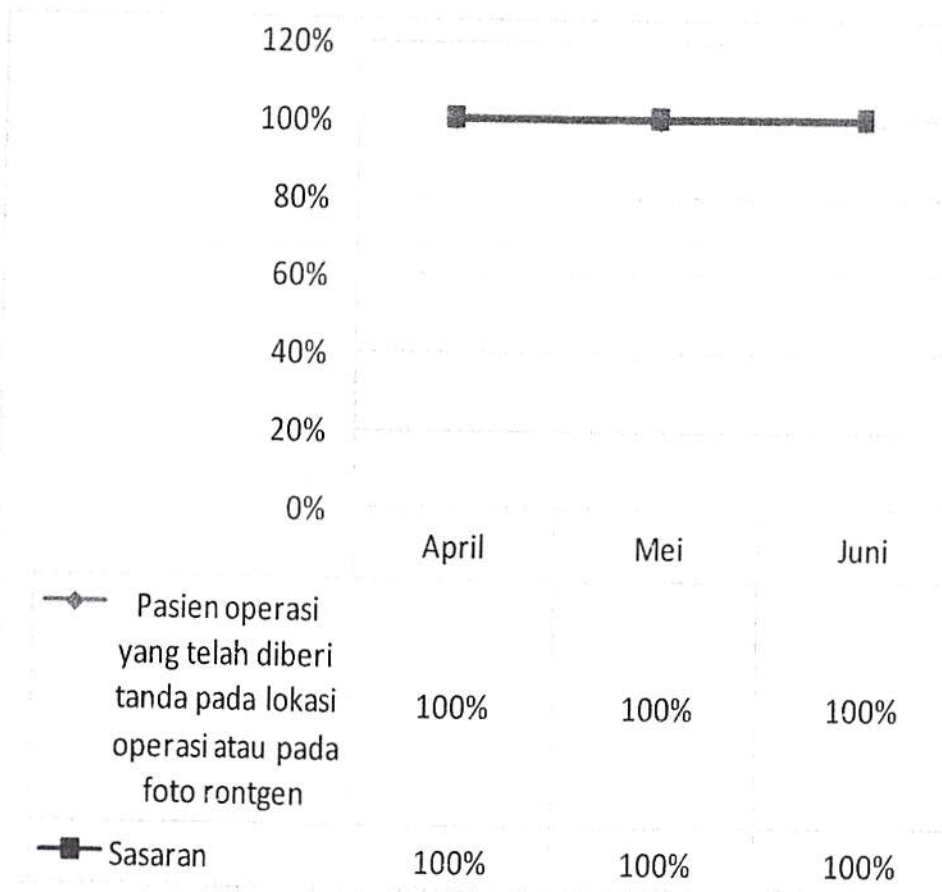 120%
100%
80%
60%
40%
20%
0%
April Mei Juni
Pasien operasi
yang telah diberi
tanda pada lokasi
operasi atau pada
foto rontgen
100% 100% 100%
Sasaran 100% 100% 100%